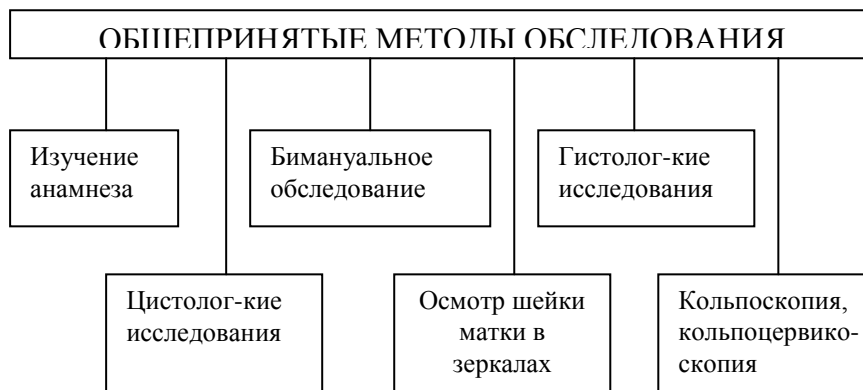 ОБЩЕПРИНЯТЫЕ МЕТОДЫ ОБСЛЕДОВАНИЯ
Изучение
анамнеза
Бимануальное
обследование
Гистолог-кие
исследования
Цистолог-кие
исследования
Осмотр шейки
матки в
зеркалах
Кольпоскопия,
кольпоцервико-
скопия